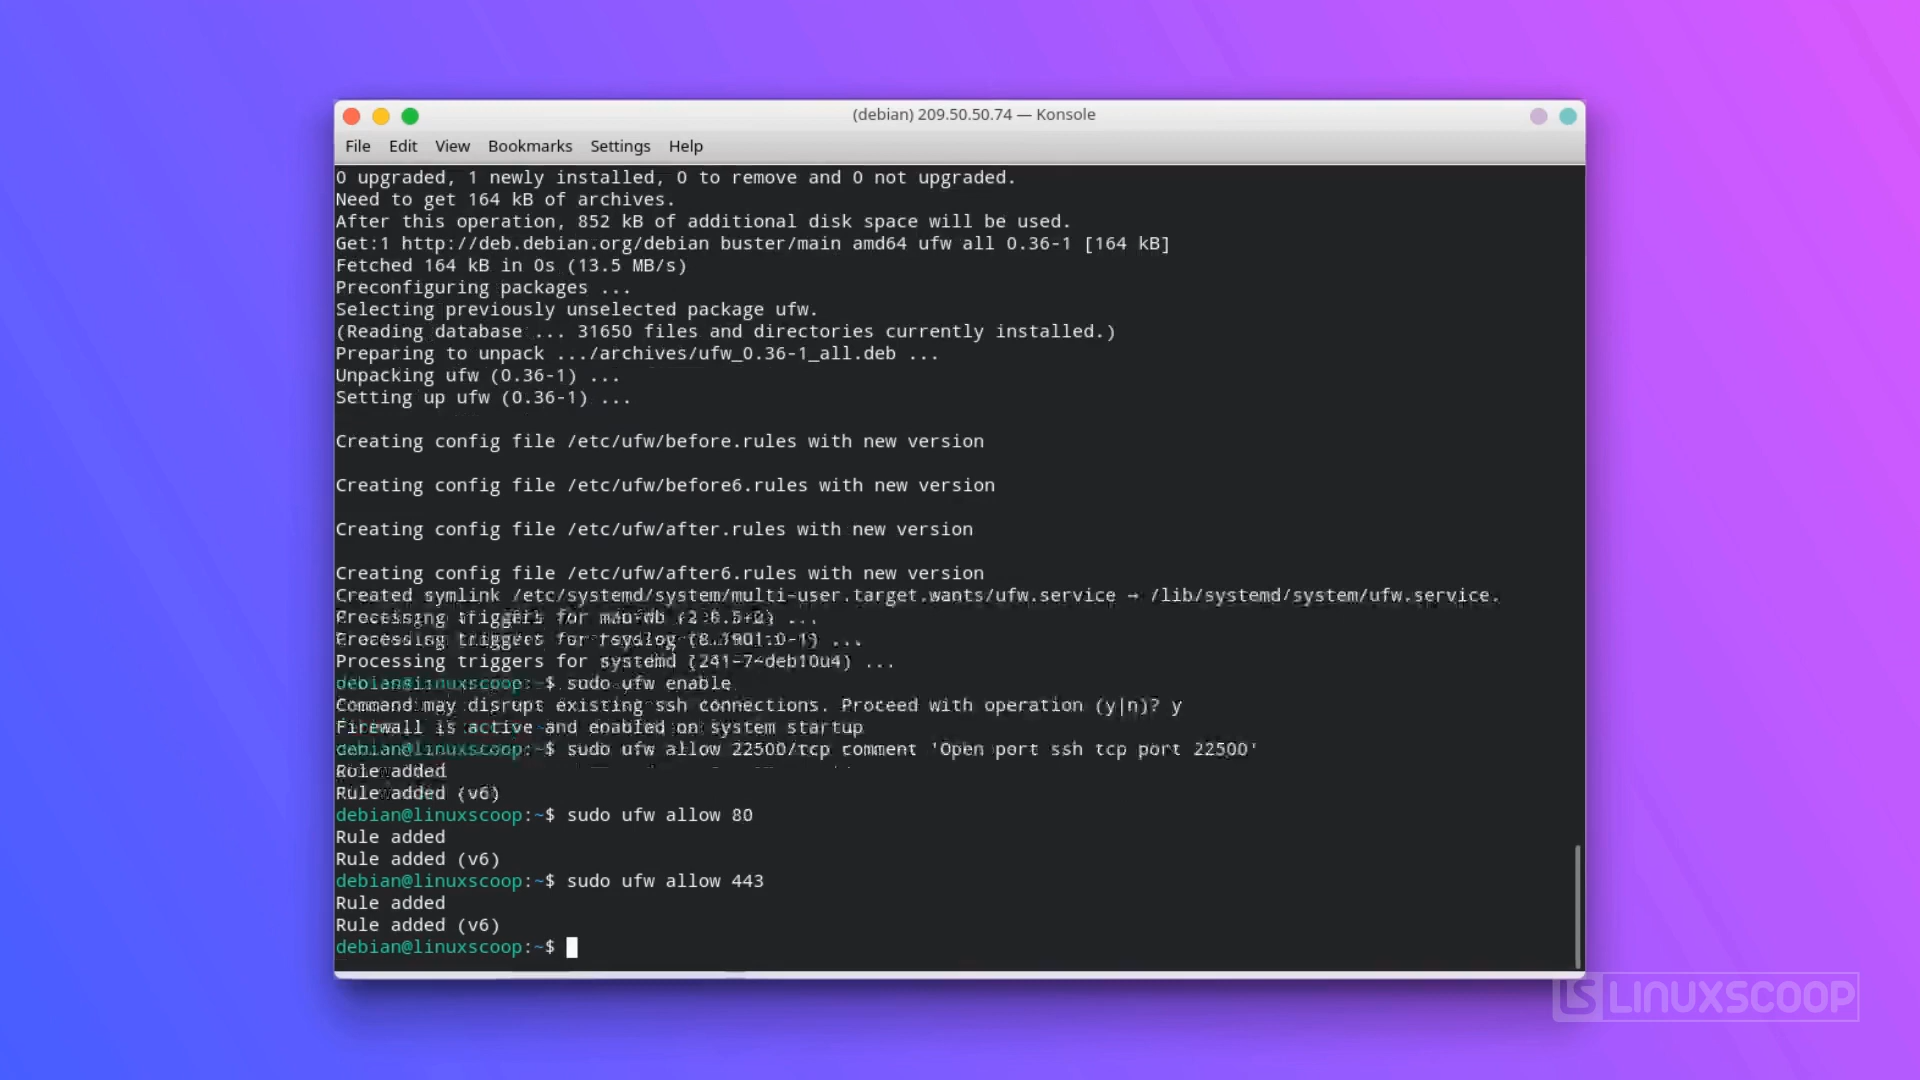 (debian) 209.50.50.74 — Konsole
File Edit View Bookmarks Settings Help
0 upgraded, 1 newly installed, 0 to remove and 0 not upgraded.
Need to get 164 kB of archives.
After this operation, 852 kB of additional disk space will be used.
Get:1 http://deb.debian.org/debian buster/main amd64 ufw all 0.36-1 [164 kB]
Fetched 164 kB in 0s (13.5 MB/s)
Preconfiguring packages ...
Selecting previously unselected package ufw.
(Reading database ... 31650 files and directories currently installed.)
Preparing to unpack .../archives/ufw_0.36-1_all.deb ...
Unpacking ufw (0.36-1) ...
Setting up ufw (0.36-1) ...
Creating config file /etc/ufw/before.rules with new version
Creating config file /etc/ufw/before6.rules with new version
Creating config file /etc/ufw/after.rules with new version
Creating config file /etc/ufw/after6.rules with new version
Created symlink /etc/systemd/system/multi-user.target.wants/ufw.service → /lib/systemd/system/ufw.service.
Processing triggers for ...
Processing triggers for rsyslog ...
Processing triggers for systemd (241-7~deb10u4) ...
debian@linuxscoop:~$ sudo ufw enable
Command may disrupt existing ssh connections. Proceed with operation (y|n)? y
Firewall is active and enabled on system startup
debian@linuxscoop:~$ sudo ufw allow 22500/tcp comment 'Open port ssh tcp port 22500'
Rule added
Rule added (v6)
debian@linuxscoop:~$ sudo ufw allow 80
Rule added
Rule added (v6)
debian@linuxscoop:~$ sudo ufw allow 443
Rule added
Rule added (v6)
debian@linuxscoop:~$
LS LINUXSCOOP